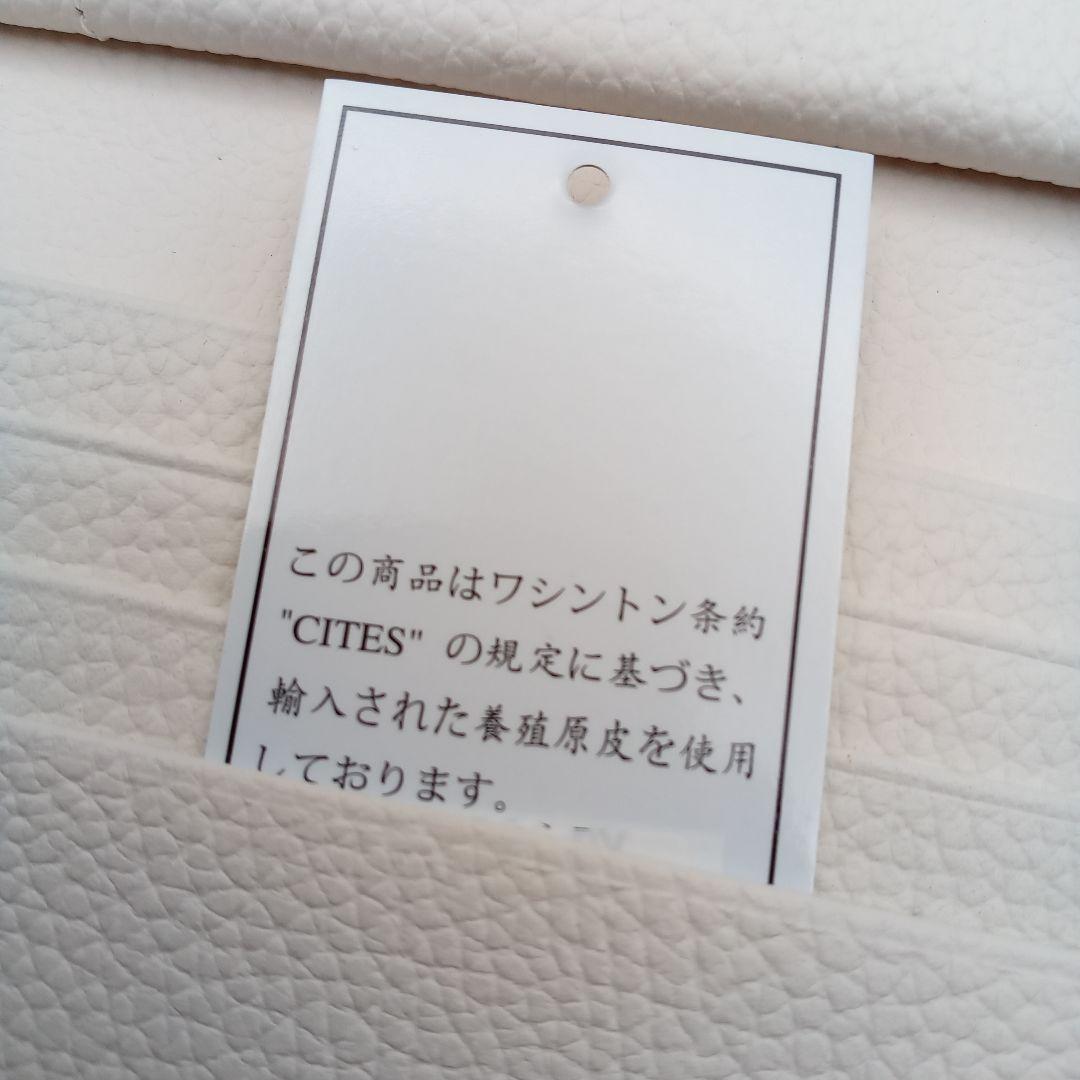 この商品はワシントン条約
"CITES" の規定に基づき、
輸入された養殖原皮を使用
しております。